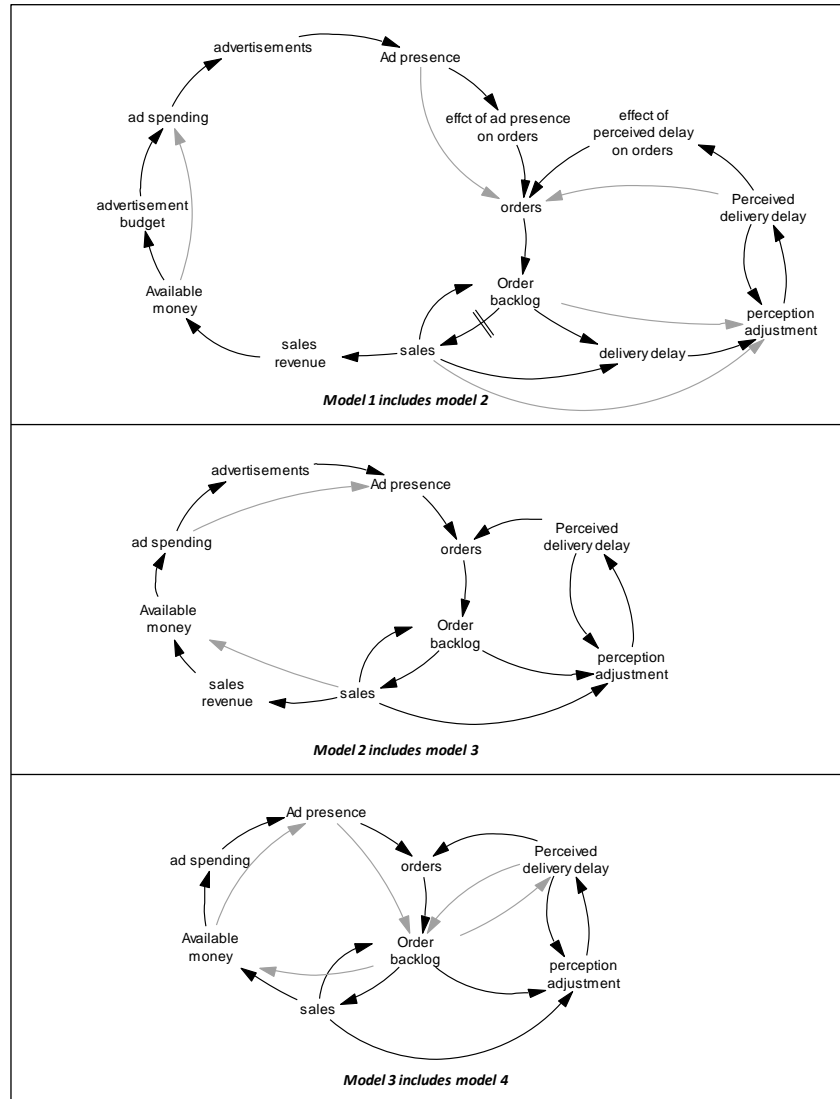 advertisements
Ad presence
ad spending
effct of ad presence
on orders
effect of
perceived delay
on orders
advertisement
budget
orders
Perceived
delivery delay
Available
money
Order
backlog
perception
adjustment
sales
revenue
sales
delivery delay
Model 1 includes model 2
advertisements
Ad presence
ad spending
orders
Perceived
delivery delay
Available
money
Order
backlog
perception
adjustment
sales
revenue
sales
Model 2 includes model 3
Ad presence
ad spending
orders
Perceived
delivery delay
Available
money
Order
backlog
perception
adjustment
sales
Model 3 includes model 4